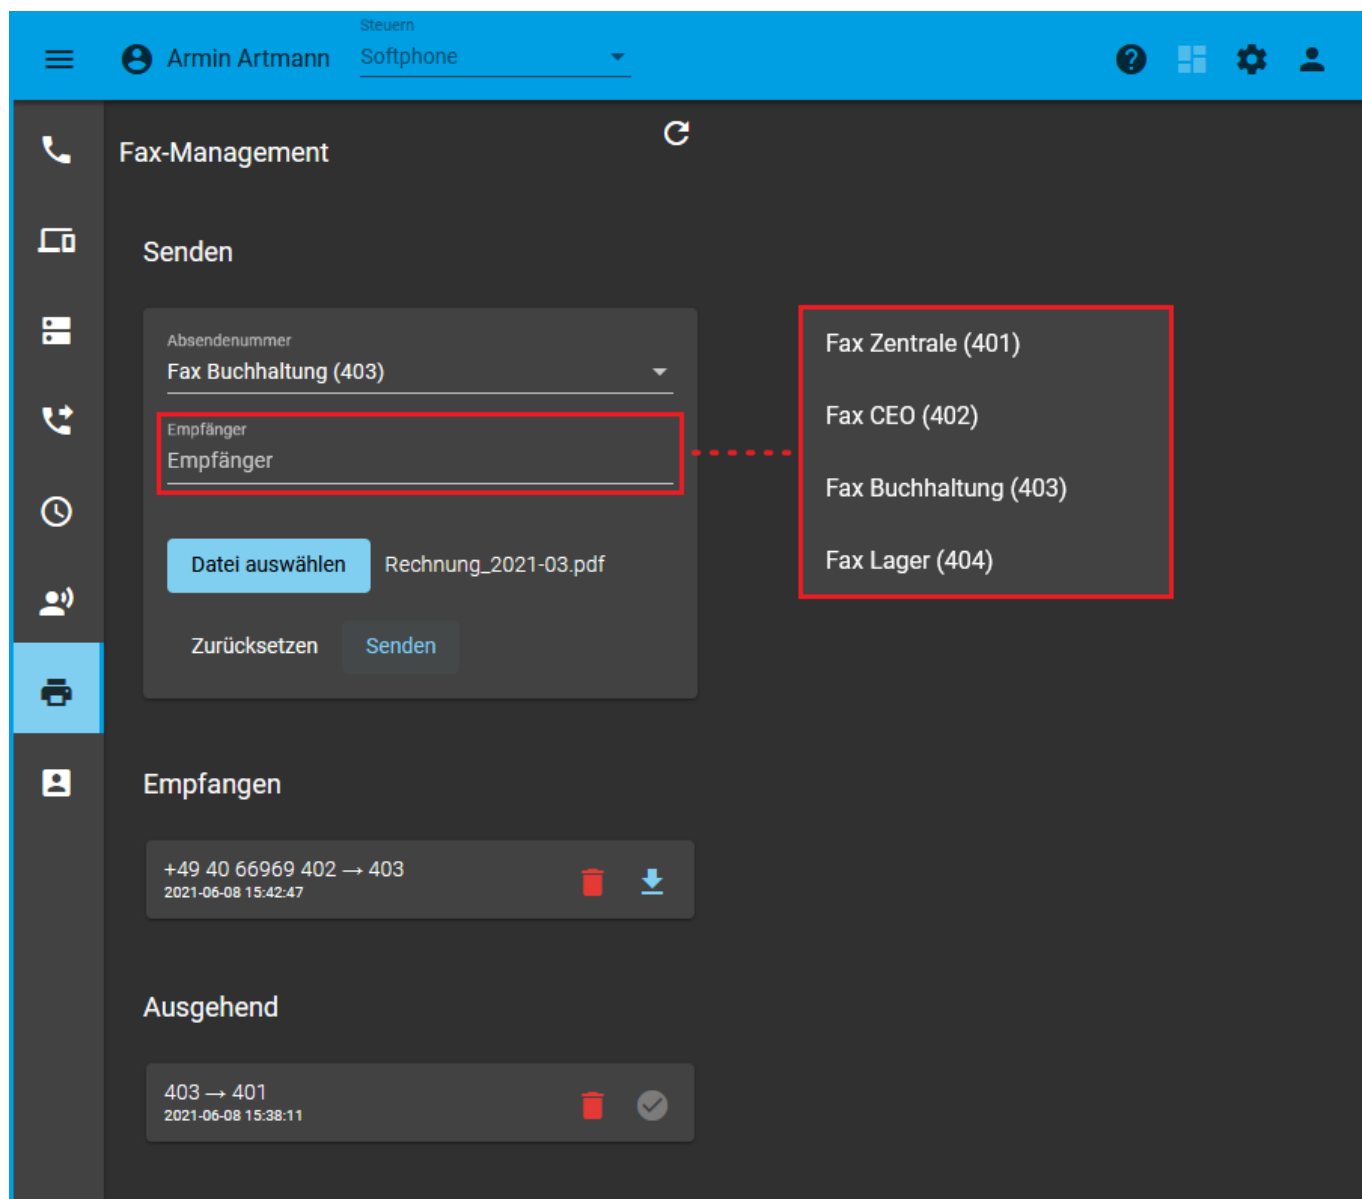 Steuern
Armin Artmann
Softphone
Fax-Management
Senden
Absendenummer
Fax Buchhaltung (403)
Empfänger
Empfänger
Datei auswählen
Rechnung_2021-03.pdf
Zurücksetzen
Senden
Fax Zentrale (401)
Fax CEO (402)
Fax Buchhaltung (403)
Fax Lager (404)
Empfangen
+49 40 66969 402 → 403
2021-06-08 15:42:47
Ausgehend
403 → 401
2021-06-08 15:38:11